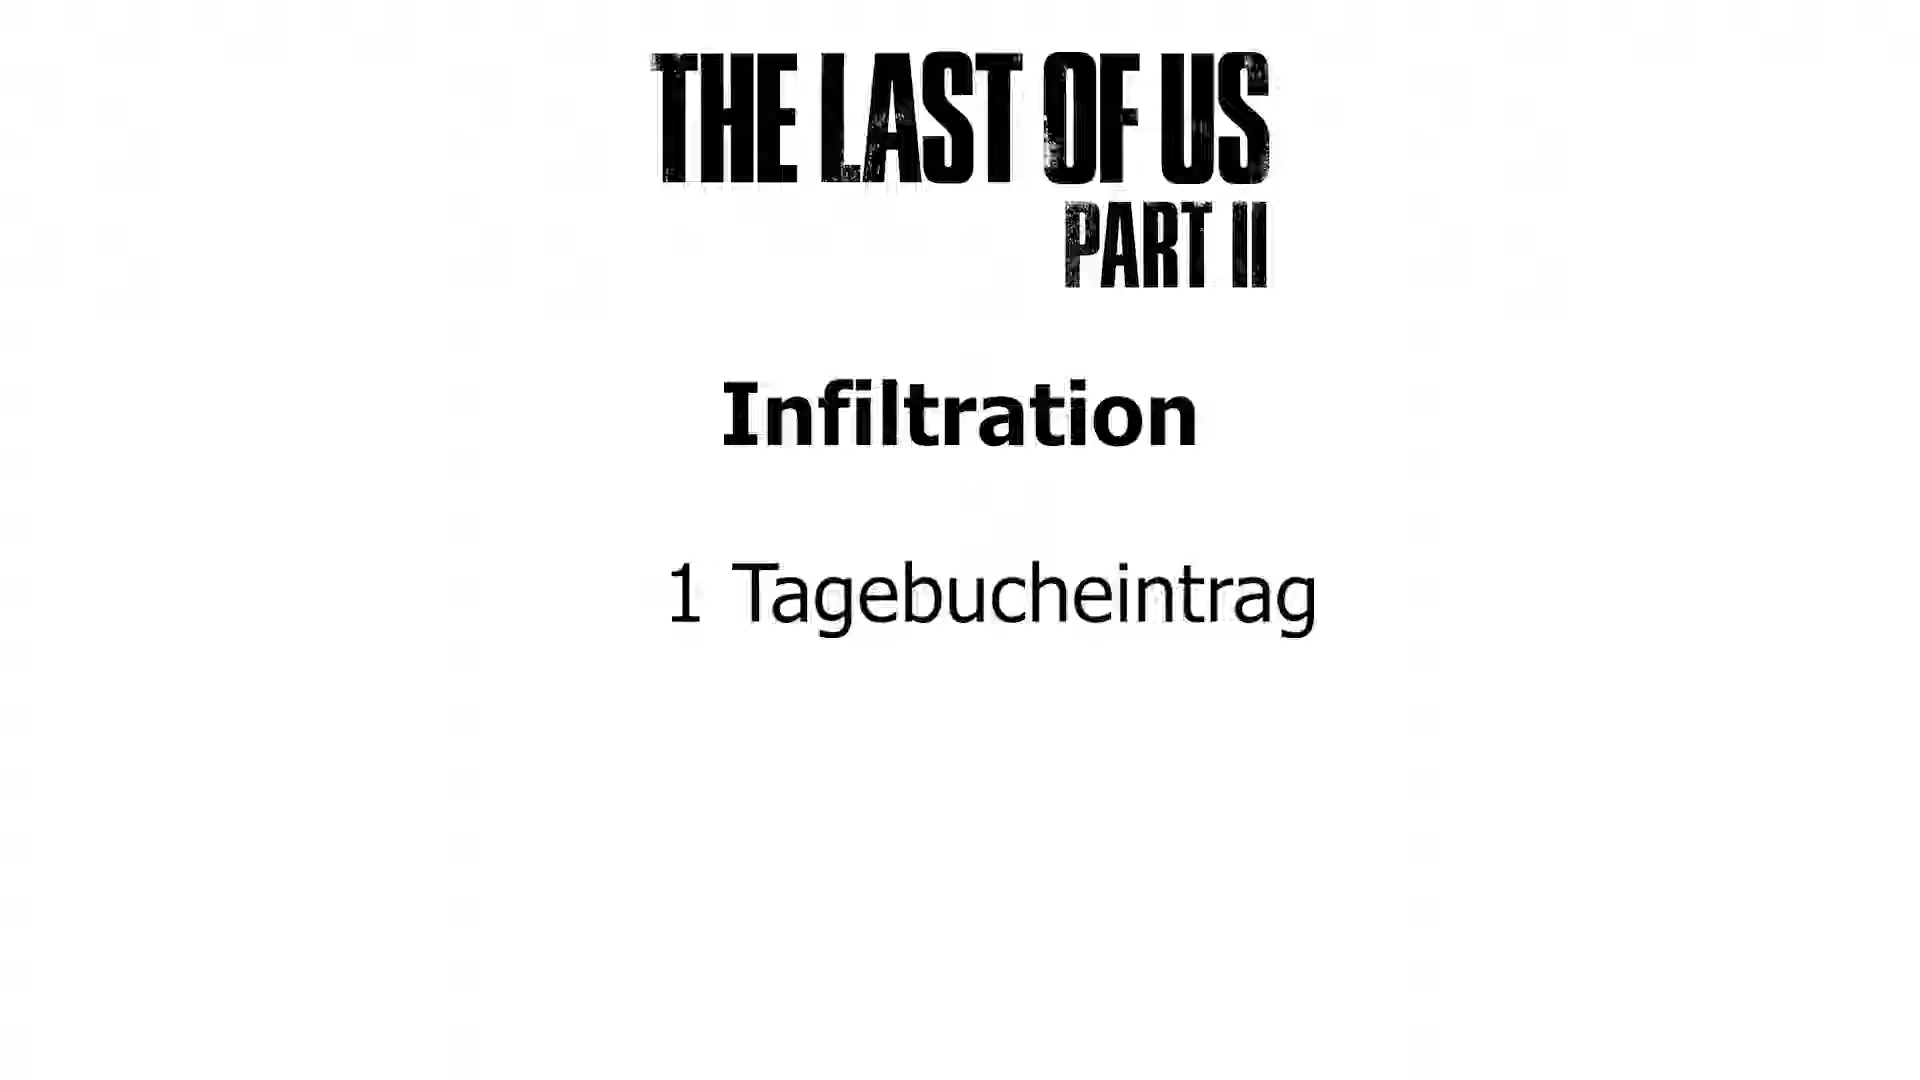 THE LAST OF US
PART II
Infiltration
1 Tagebucheintrag